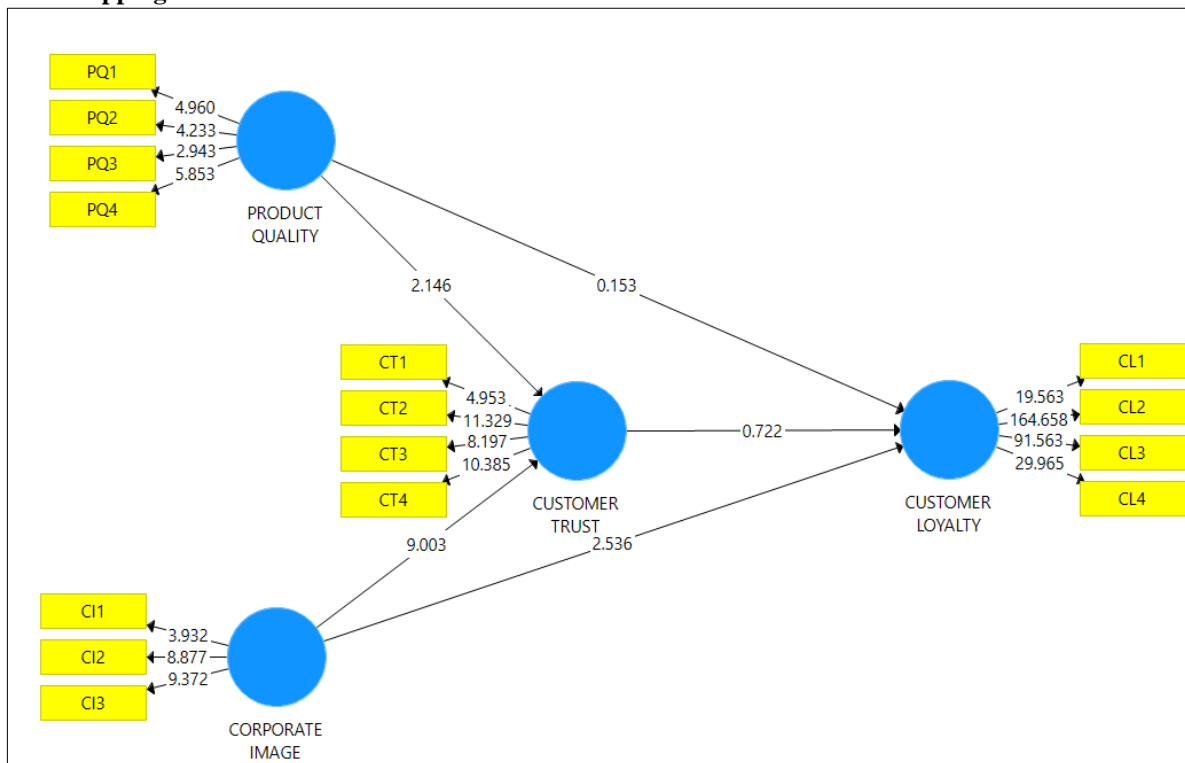 PQ1
PQ2
PQ3
PQ4
4.960
4.233
2.943
5.853
PRODUCT
QUALITY
2.146
0.153
CT1
CT2
CT3
CT4
4.953
11.329
8.197
10.385
CUSTOMER
TRUST
0.722
CL1
CL2
CL3
CL4
19.563
164.658
91.563
29.965
CUSTOMER
LOYALTY
9.003
2.536
CI1
CI2
CI3
3.932
8.877
9.372
CORPORATE
IMAGE